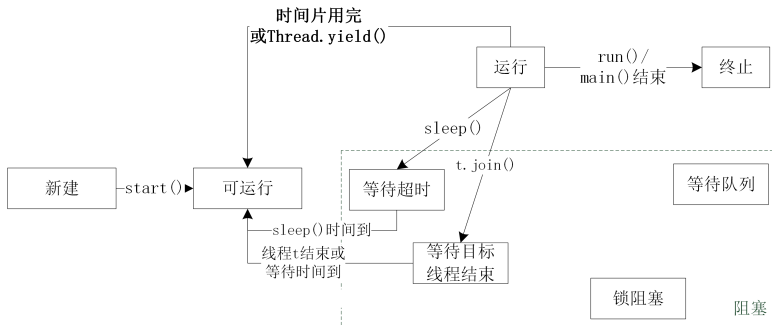 时间片用完
或Thread.yield()
运行
run()/
main()结束
终止
sleep()
t.join()
新建
start()
可运行
等待超时
等待队列
sleep()时间到
线程t结束或
等待时间到
等待目标
线程结束
锁阻塞
阻塞